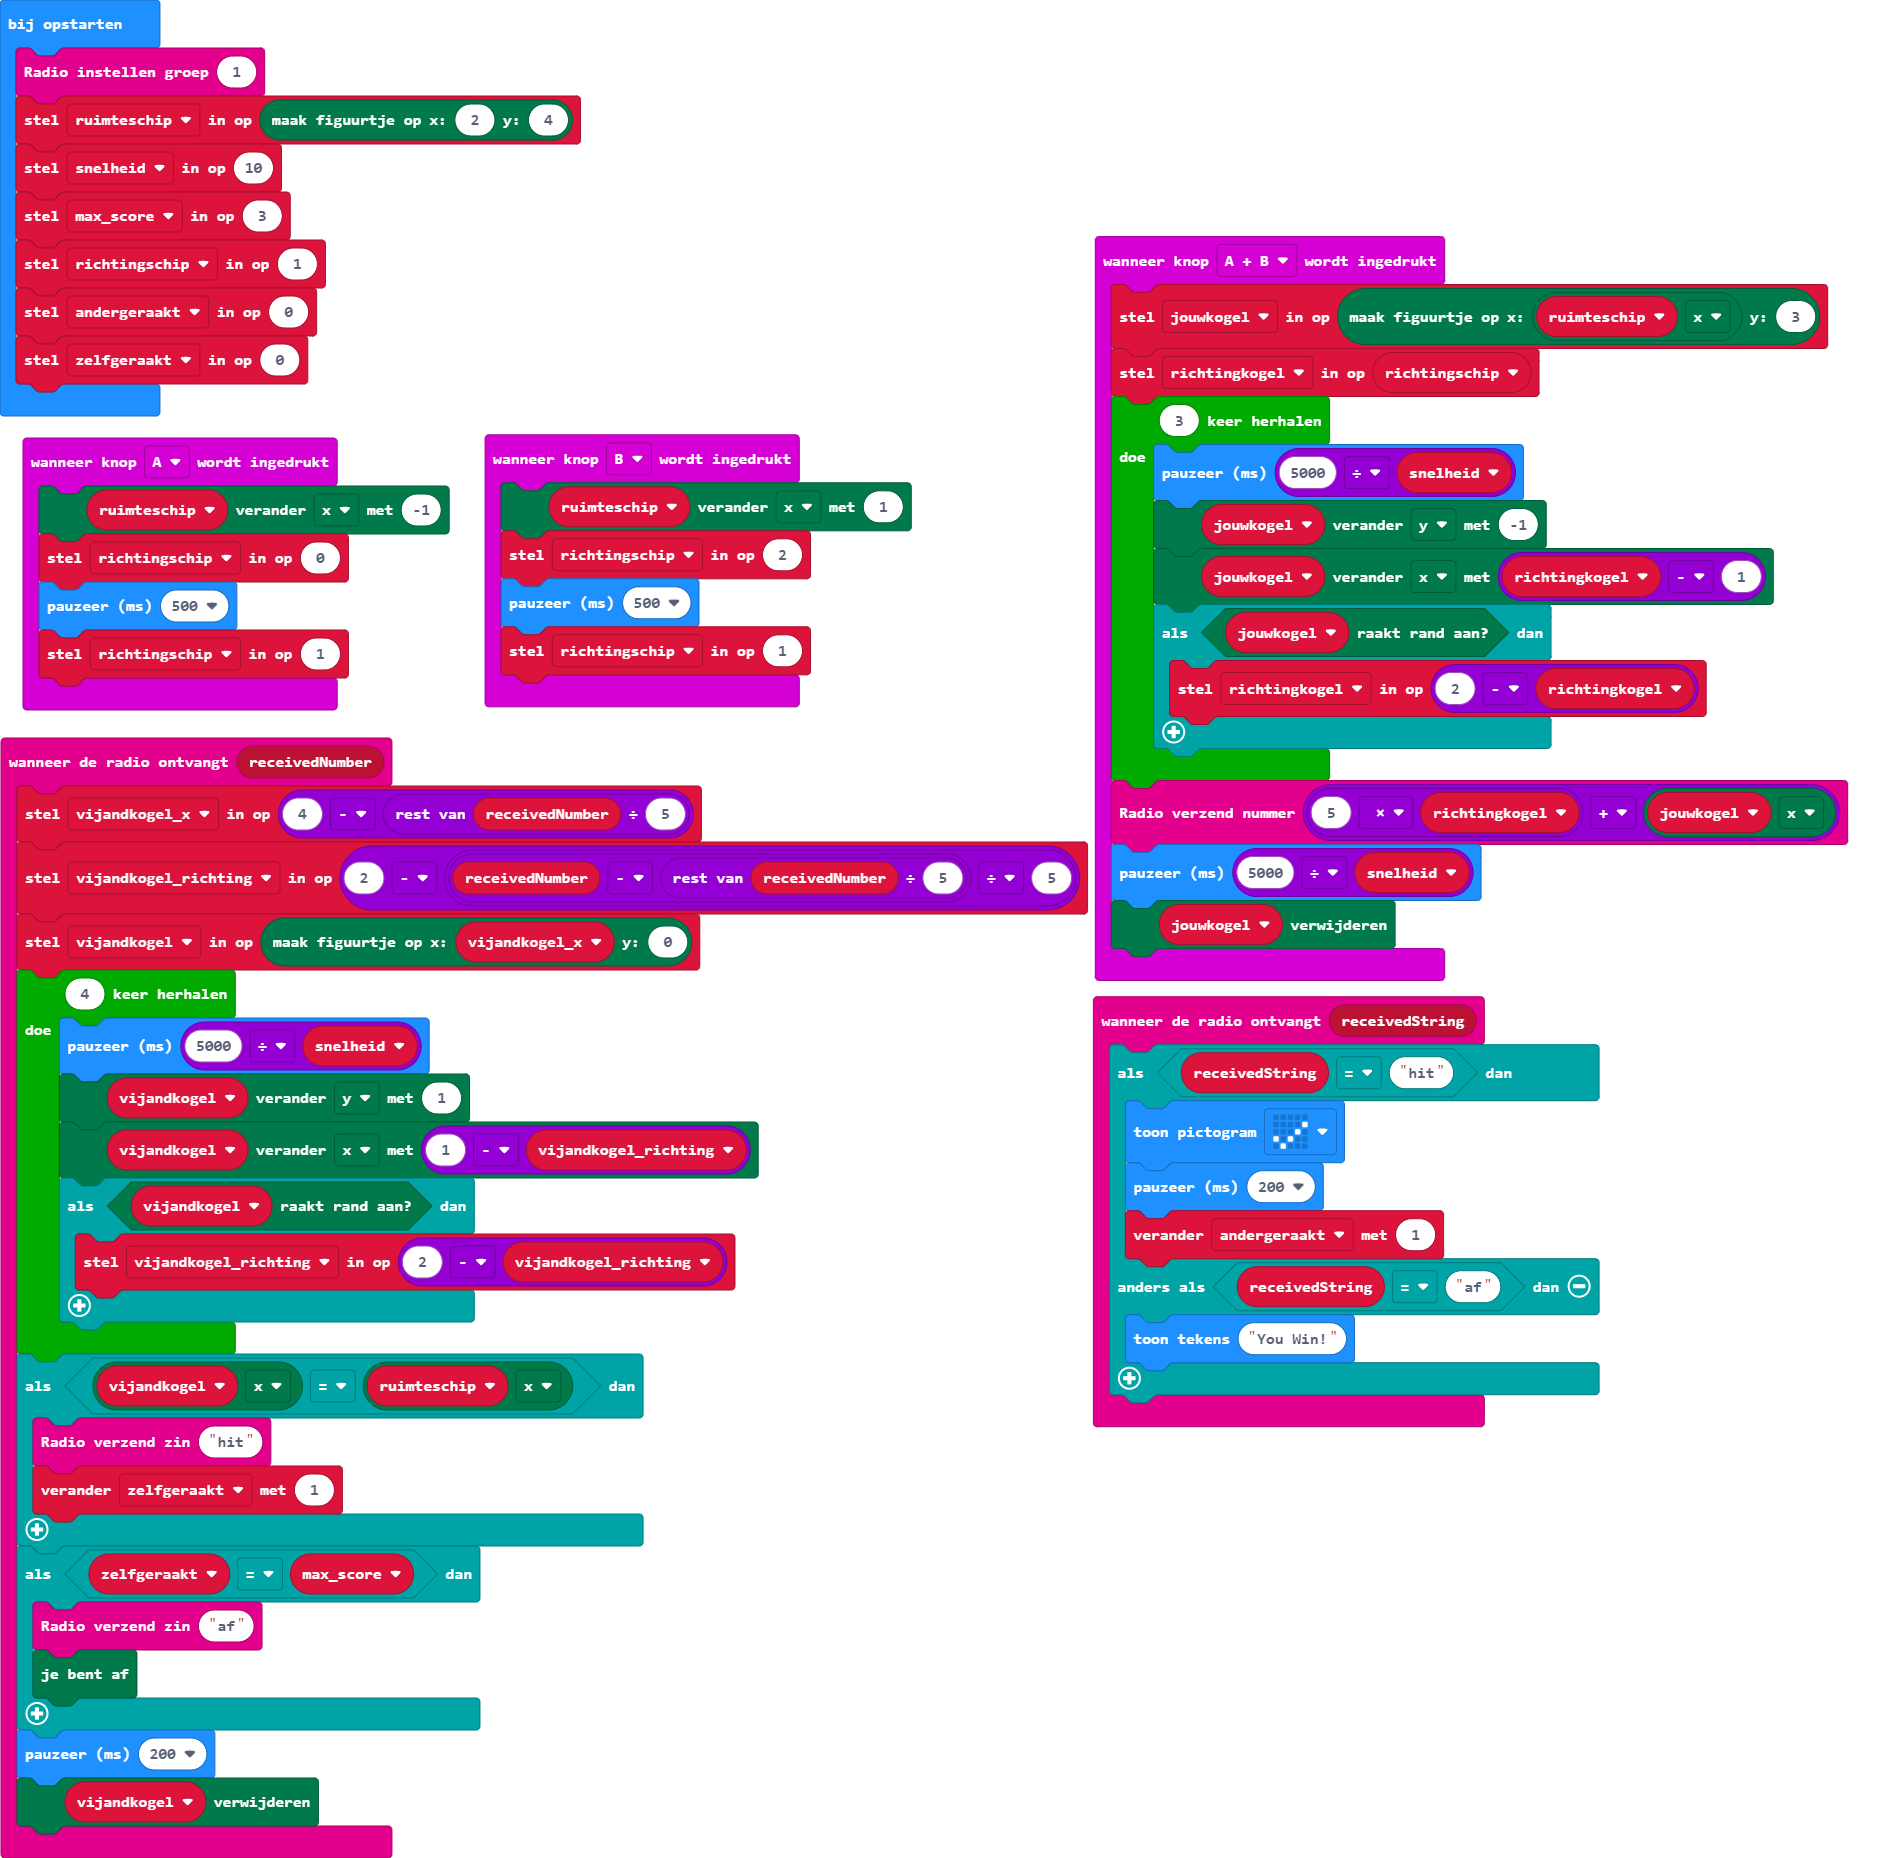 bij opstarten
Radio instellen groep 1
stel ruimteschip in op maak figuurtje op x: 2 y: 4
stel snelheid in op 10
stel max_score in op 3
stel richtingschip in op 1
stel andergeraakt in op 0
stel zelfgeraakt in op 0
wanneer knop A wordt ingedrukt
ruimteschip verander x met -1
stel richtingschip in op 0
pauzeer (ms) 500
stel richtingschip in op 1
wanneer knop B wordt ingedrukt
ruimteschip verander x met 1
stel richtingschip in op 2
pauzeer (ms) 500
stel richtingschip in op 1
wanneer de radio ontvangt receivedNumber
stel vijandkogel_x in op 4 - rest van receivedNumber ÷ 5
stel vijandkogel_richting in op 2 - receivedNumber - rest van receivedNumber ÷ 5 ÷ 5
stel vijandkogel in op maak figuurtje op x: vijandkogel_x y: 0
4 keer herhalen
doe
pauzeer (ms) 5000 ÷ snelheid
vijandkogel verander y met 1
vijandkogel verander x met 1 - vijandkogel_richting
als vijandkogel raakt rand aan? dan
stel vijandkogel_richting in op 2 - vijandkogel_richting
als vijandkogel x = ruimteschip x dan
Radio verzend zin "hit"
verander zelfgeraakt met 1
als zelfgeraakt = max_score dan
Radio verzend zin "af"
je bent af
pauzeer (ms) 200
vijandkogel verwijderen
wanneer knop A + B wordt ingedrukt
stel jouwkogel in op maak figuurtje op x: ruimteschip x y: 3
stel richtingkogel in op richtingschip
3 keer herhalen
doe
pauzeer (ms) 5000 ÷ snelheid
jouwkogel verander y met -1
jouwkogel verander x met richtingkogel - 1
als jouwkogel raakt rand aan? dan
stel richtingkogel in op 2 - richtingkogel
Radio verzend nummer 5 × richtingkogel + jouwkogel x
pauzeer (ms) 5000 ÷ snelheid
jouwkogel verwijderen
wanneer de radio ontvangt receivedString
als receivedString = "hit" dan
toon pictogram
pauzeer (ms) 200
verander andergeraakt met 1
anders als receivedString = "af" dan
toon tekens "You Win!"